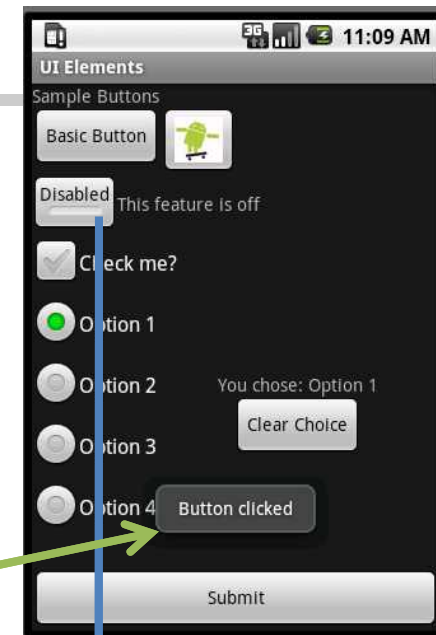 3G 11:09 AM
UI Elements
Sample Buttons
Basic Button
Disabled This feature is off
Check me?
Option 1
Option 2 You chose: Option 1
Clear Choice
Option 3
Option 4 Button clicked
Submit